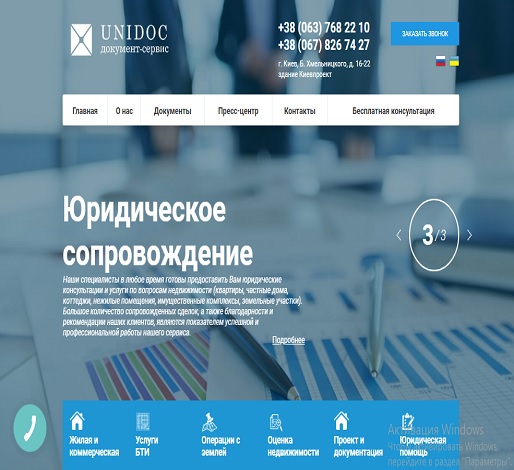 UNIDOC
документ-сервис
+38 (063) 768 22 10
+38 (067) 826 74 27
г. Киев, Б. Хмельницкого, д. 16-22
здание Киевпроект
ЗАКАЗАТЬ ЗВОНОК
Главная О нас Документы Пресс-центр Контакты Бесплатная консультация
Юридическое
сопровождение
3/3
Наши специалисты в любое время готовы предоставить Вам юридические
консультации и услуги по вопросам недвижимости (квартиры, частные дома,
коттеджи, нежилые помещения, имущественные комплексы, земельные участки).
Большое количество сопровожденных сделок, а также благодарности и
рекомендации наших клиентов, являются показателем успешной и
профессиональной работы нашего сервиса.
Подробнее
Жилая и
коммерческая
Услуги
БТИ
Операции с
землей
Оценка
недвижимости
Проект и
документация
Юридическая
помощь
Активация Windows
Чтобы активировать Windows,
перейдите в раздел "Параметры".